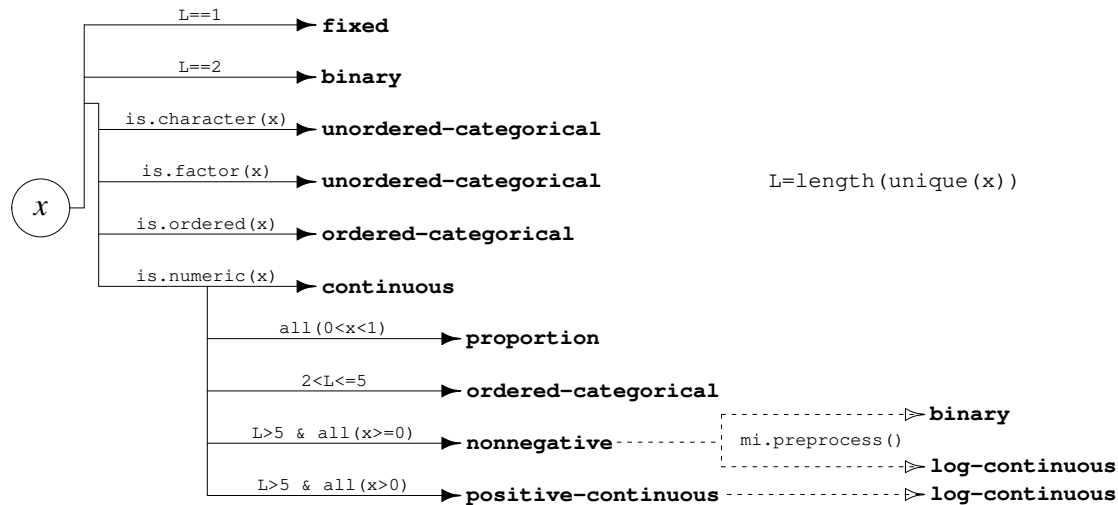 L==1
fixed
L==2
binary
is.character(x)
unordered-categorical
is.factor(x)
unordered-categorical
L=length(unique(x))
x
is.ordered(x)
ordered-categorical
is.numeric(x)
continuous
all(0<x<1)
proportion
2<L<=5
ordered-categorical
binary
L>5 & all(x>=0)
nonnegative
mi.preprocess()
log-continuous
L>5 & all(x>0)
positive-continuous
log-continuous